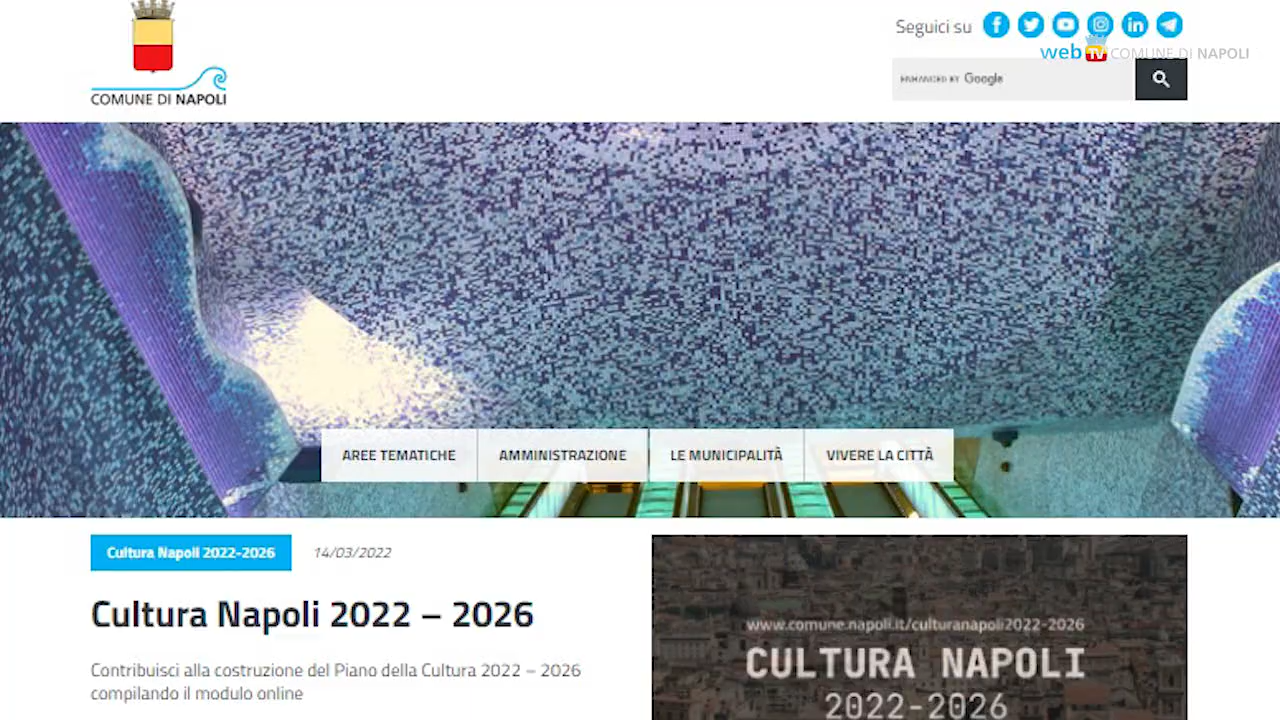 COMUNE DI NAPOLI
Seguici su
web TV COMUNE DI NAPOLI
ENHANCED BY Google
AREE TEMATICHE
AMMINISTRAZIONE
LE MUNICIPALITÀ
VIVERE LA CITTÀ
Cultura Napoli 2022-2026
14/03/2022
Cultura Napoli 2022 – 2026
Contribuisci alla costruzione del Piano della Cultura 2022 – 2026
compilando il modulo online
www.comune.napoli.it/culturanapoli2022-2026
CULTURA NAPOLI
2022-2026